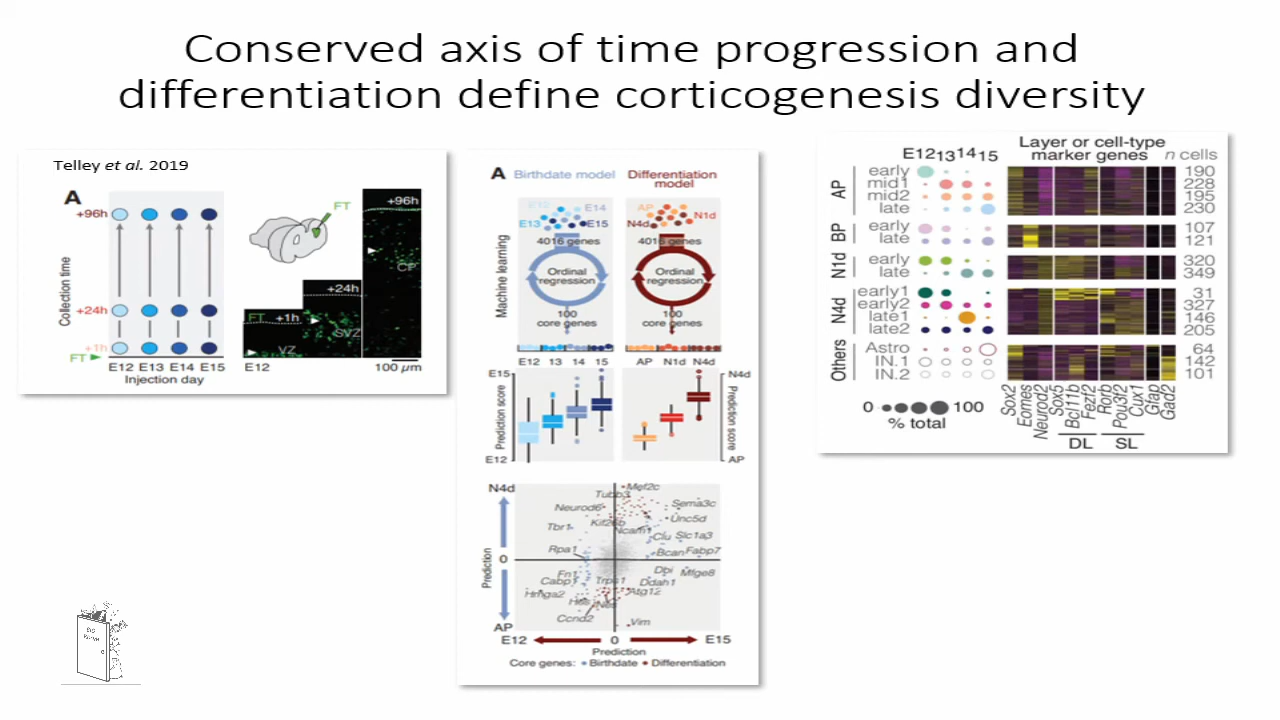 Conserved axis of time progression and
differentiation define corticogenesis diversity
Telley et al. 2019
A
+96h
+24h
+1h
FT
Collection time
E12 E13 E14 E15
Injection day
FT
+96h
CP
+24h
SVZ
FT +1h
VZ
E12
100 µm
A Birthdate model Differentiation model
Machine learning
E12 E14
E13 E15
AP
N1d
N4d
4016 genes 4016 genes
Ordinal regression Ordinal regression
100 core genes 100 core genes
E12 13 14 15 AP N1d N4d
E15
Prediction score
E12
N4d
Prediction score
AP
N4d
Mef2c
Tubb3
Neurod6
Sema3c
Unc5d
Tbr1
Ncam1
Clu Slc1a3
Rpa1
Bcan Fabp7
0
Prediction
Fn1
Dbi Mfge8
Cabp1
Ddah1
Hmga2
Atg12
Ccnd2
Vim
AP
E12 0 E15
Prediction
Core genes: Birthdate Differentiation
Layer or cell-type
marker genes
n cells
E12 13 14 15
AP
early 190
mid1 228
mid2 195
late 230
BP
early 107
late 121
N1d
early 320
late 349
N4d
early1 31
early2 327
late1 146
late2 205
Others
Astro 64
IN.1 142
IN.2 101
0 100
% total
Sox2 Eomes Neurod2 Sox5 Bcl11b Fezf2 Rorb Pou3f2 Cux1 Gfap Gad2
DL SL